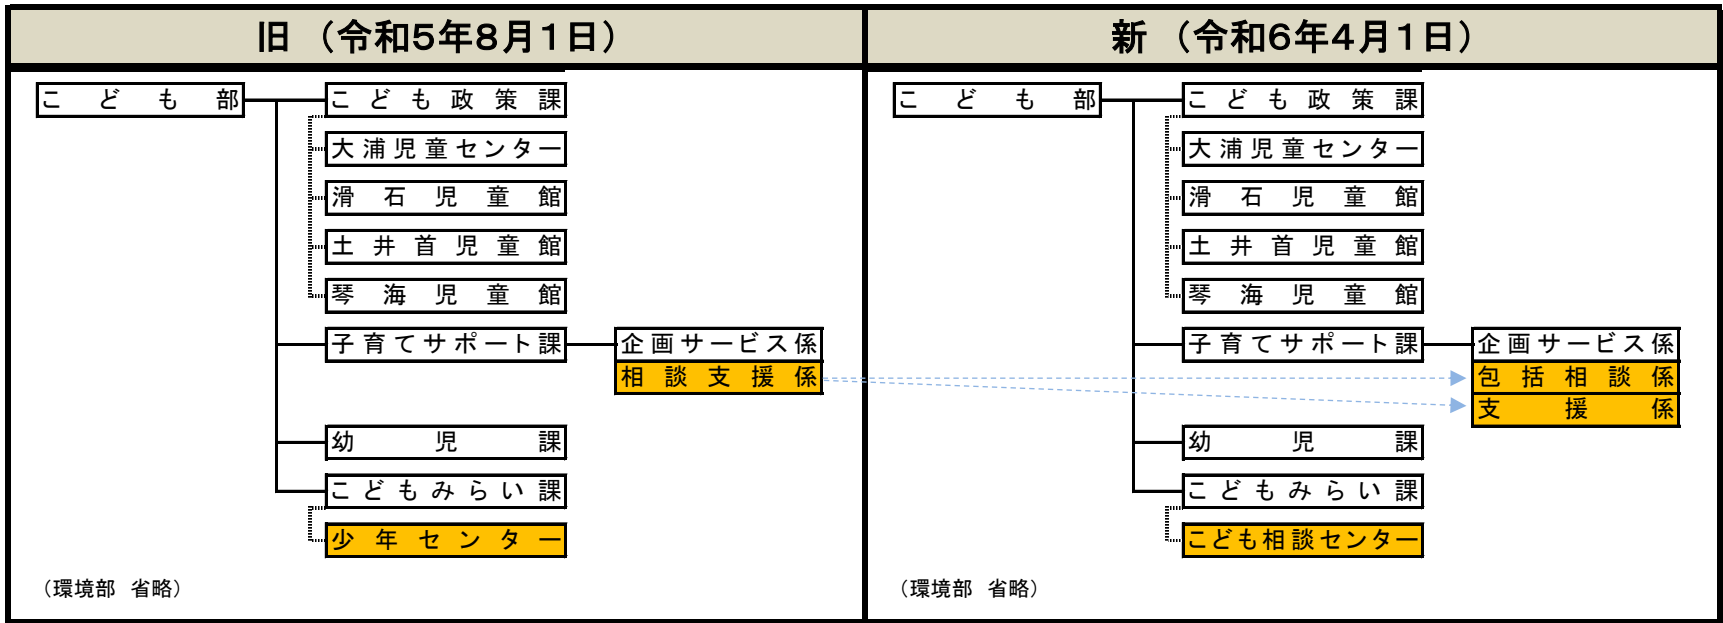 旧 （令和5年8月1日）
こども部
こども政策課
大浦児童センター
滑石児童館
土井首児童館
琴海児童館
子育てサポート課
企画サービス係
相談支援係
幼児課
こどもみらい課
少年センター
（環境部 省略）
新 （令和6年4月1日）
こども部
こども政策課
大浦児童センター
滑石児童館
土井首児童館
琴海児童館
子育てサポート課
企画サービス係
包括相談係
支援係
幼児課
こどもみらい課
こども相談センター
（環境部 省略）